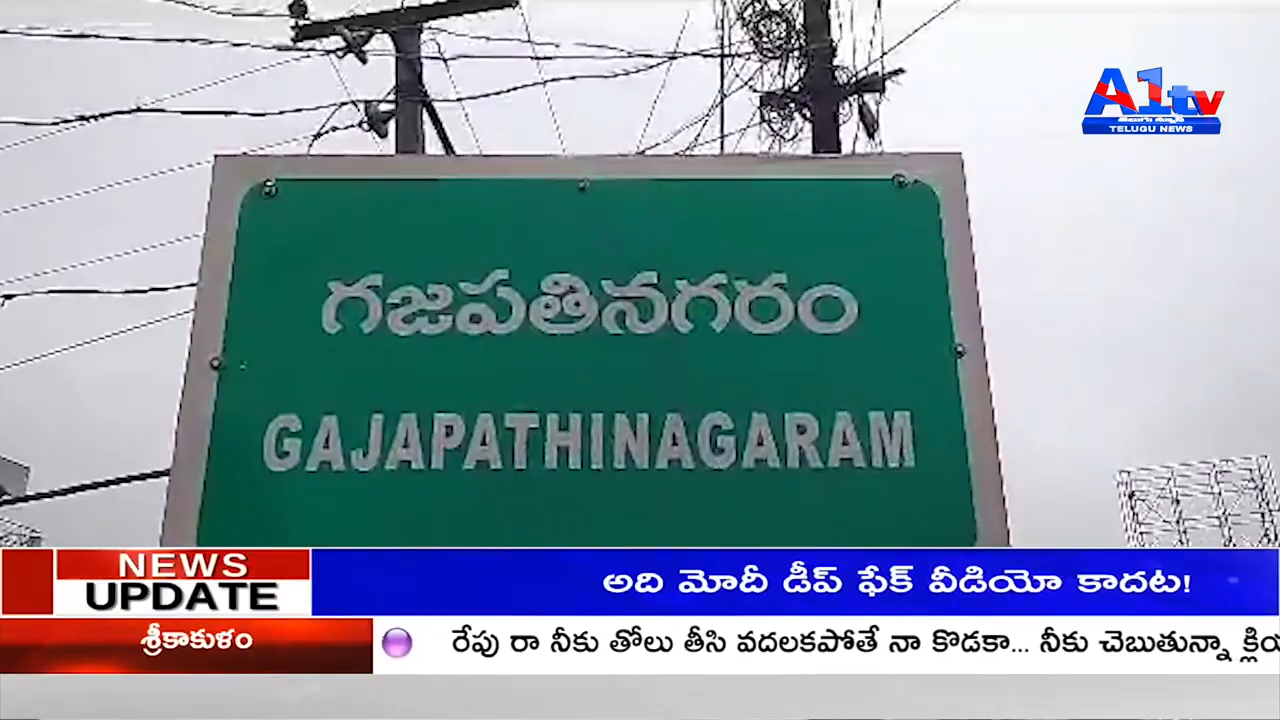 A1tv
తెలుగు న్యూస్
TELUGU NEWS
గజపతినగరం
GAJAPATHINAGARAM
NEWS
UPDATE
అది మోదీ డీప్ ఫేక్ వీడియో కాదట!
శ్రీకాకుళం
రేపు రా నీకు తోలు తీసి వదలకపోతే నా కొడకా... నీకు చెబుతున్నా